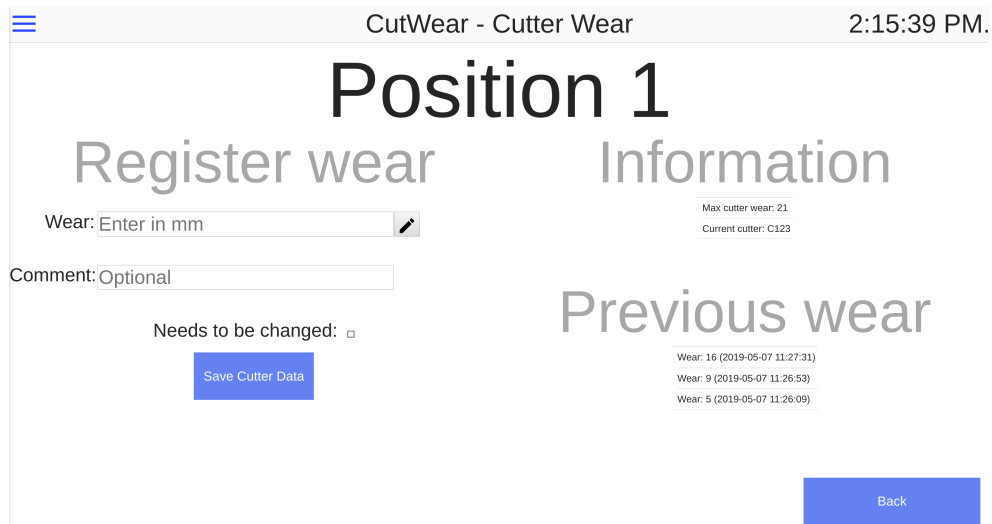 CutWear - Cutter Wear
2:15:39 PM.
Position 1
Register wear
Wear: Enter in mm
Comment: Optional
Needs to be changed:
Save Cutter Data
Information
Max cutter wear: 21
Current cutter: C123
Previous wear
Wear: 16 (2019-05-07 11:27:31)
Wear: 9 (2019-05-07 11:26:53)
Wear: 5 (2019-05-07 11:26:09)
Back